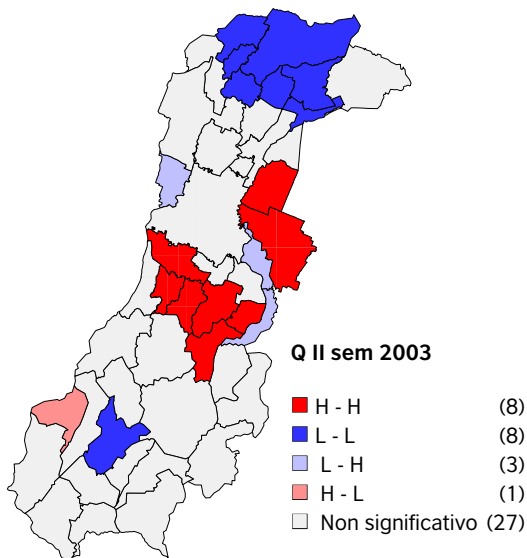 Q II sem 2003
H - H (8)
L - L (8)
L - H (3)
H - L (1)
Non significativo (27)